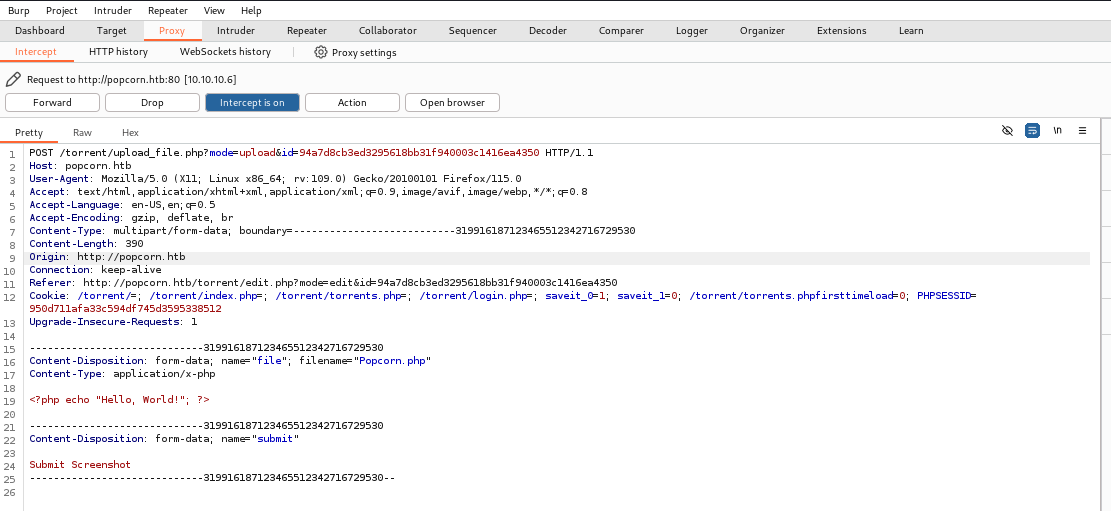 Burp Project Intruder Repeater View Help
Dashboard Target Proxy Intruder Repeater Collaborator Sequencer Decoder Comparer Logger Organizer Extensions Learn
Intercept HTTP history WebSockets history Proxy settings
Request to http://popcorn.htb:80 [10.10.10.6]
Forward Drop Intercept is on Action Open browser
Pretty Raw Hex \n
1 POST /torrent/upload_file.php?mode=upload&id=94a7d8cb3ed3295618bb31f940003c1416ea4350 HTTP/1.1
2 Host: popcorn.htb
3 User-Agent: Mozilla/5.0 (X11; Linux x86_64; rv:109.0) Gecko/20100101 Firefox/115.0
4 Accept: text/html,application/xhtml+xml,application/xml;q=0.9,image/avif,image/webp,*/*;q=0.8
5 Accept-Language: en-US,en;q=0.5
6 Accept-Encoding: gzip, deflate, br
7 Content-Type: multipart/form-data; boundary=---------------------------319916187123465512342716729530
8 Content-Length: 390
9 Origin: http://popcorn.htb
10 Connection: keep-alive
11 Referer: http://popcorn.htb/torrent/edit.php?mode=edit&id=94a7d8cb3ed3295618bb31f940003c1416ea4350
12 Cookie: /torrent/=; /torrent/index.php=; /torrent/torrents.php=; /torrent/login.php=; saveit_0=1; saveit_1=0; /torrent/torrents.phpfirsttimeload=0; PHPSESSID=
950d711afa33c594df745d3595338512
13 Upgrade-Insecure-Requests: 1
14
15 -----------------------------319916187123465512342716729530
16 Content-Disposition: form-data; name="file"; filename="Popcorn.php"
17 Content-Type: application/x-php
18
19 <?php echo "Hello, World!"; ?>
20
21 -----------------------------319916187123465512342716729530
22 Content-Disposition: form-data; name="submit"
23
24 Submit Screenshot
25 -----------------------------319916187123465512342716729530--
26